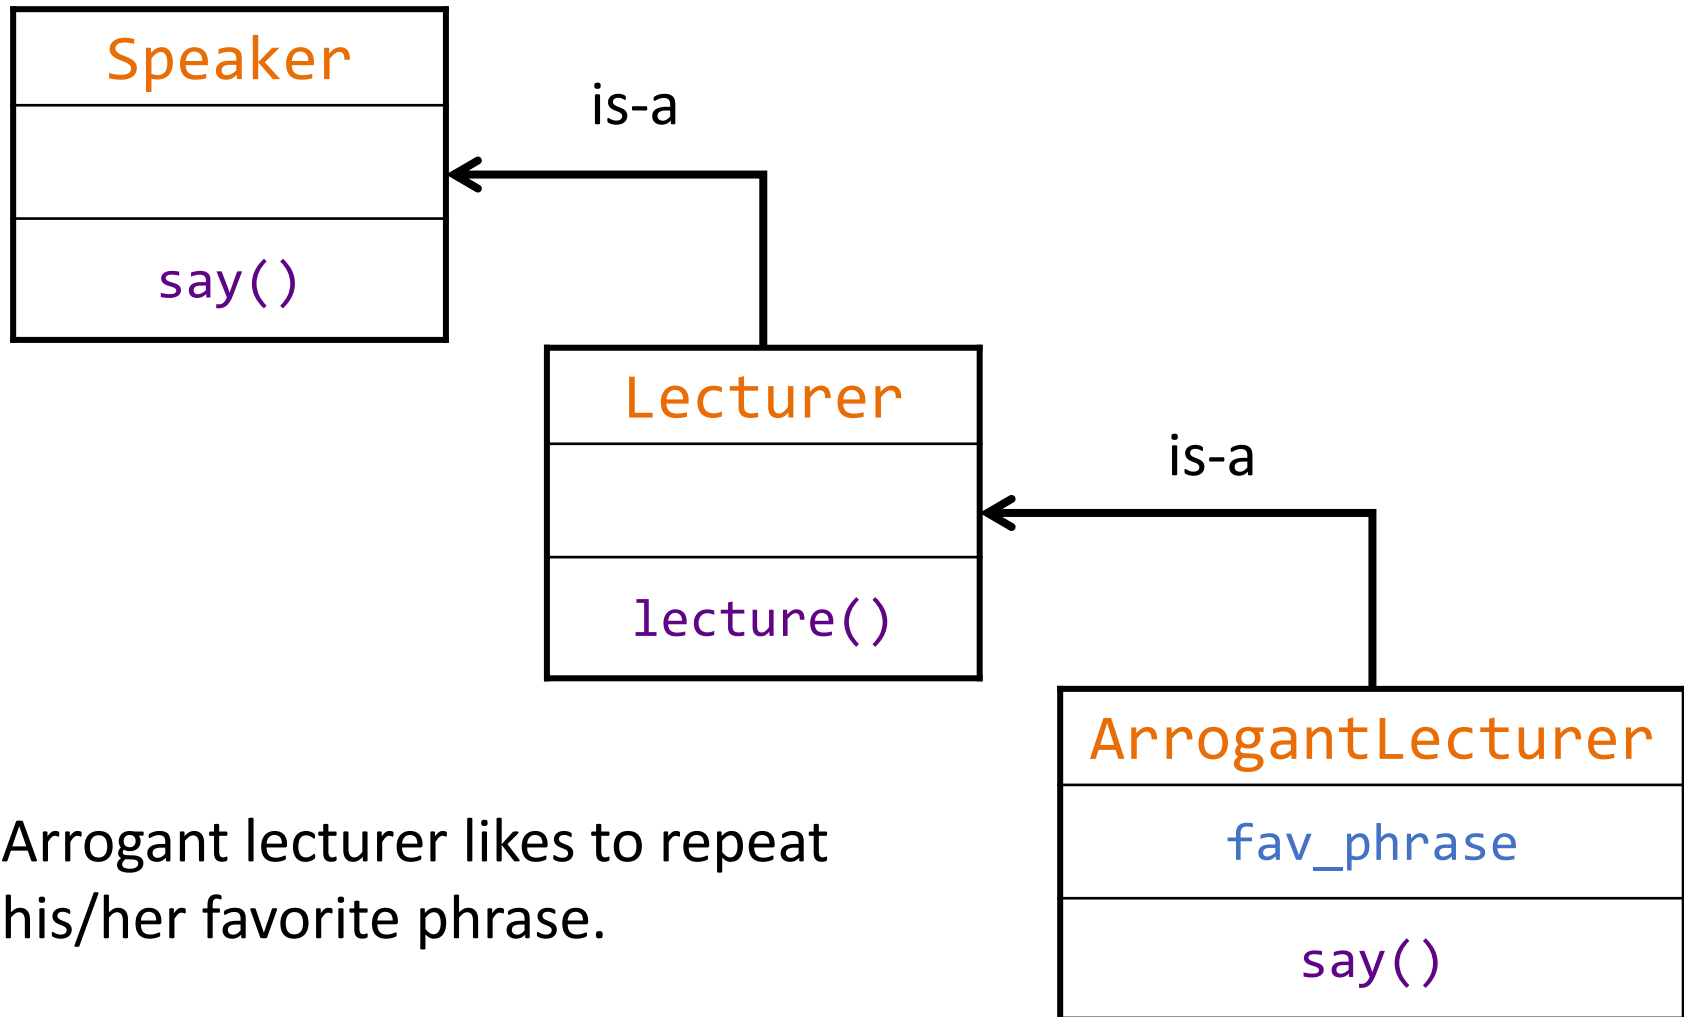 Speaker
is-a
say()
Lecturer
is-a
lecture()
ArrogantLecturer
Arrogant lecturer likes to repeat
his/her favorite phrase.
fav_phrase
say()